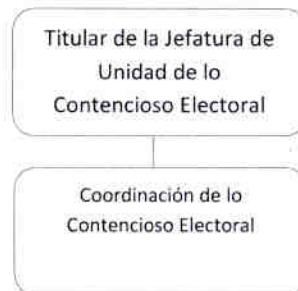 Titular de la Jefatura de
Unidad de lo
Contencioso Electoral
Coordinación de lo
Contencioso Electoral